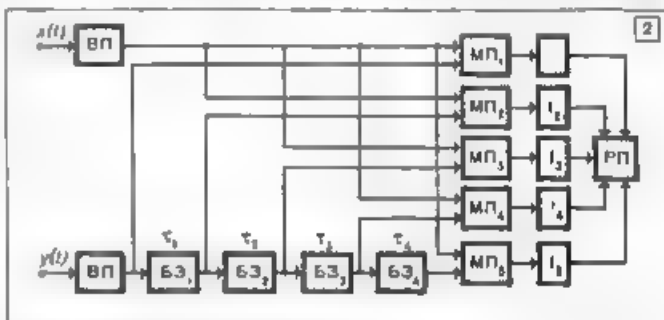 2
x(t) ВП МП₁
МП₂ I₂
МП₃ I₃ РП
МП₄ I₄
τ₁ τ₂ τ₃ τ₄
y(t) ВП БЗ₁ БЗ₂ БЗ₃ БЗ₄ МП₅ I₅